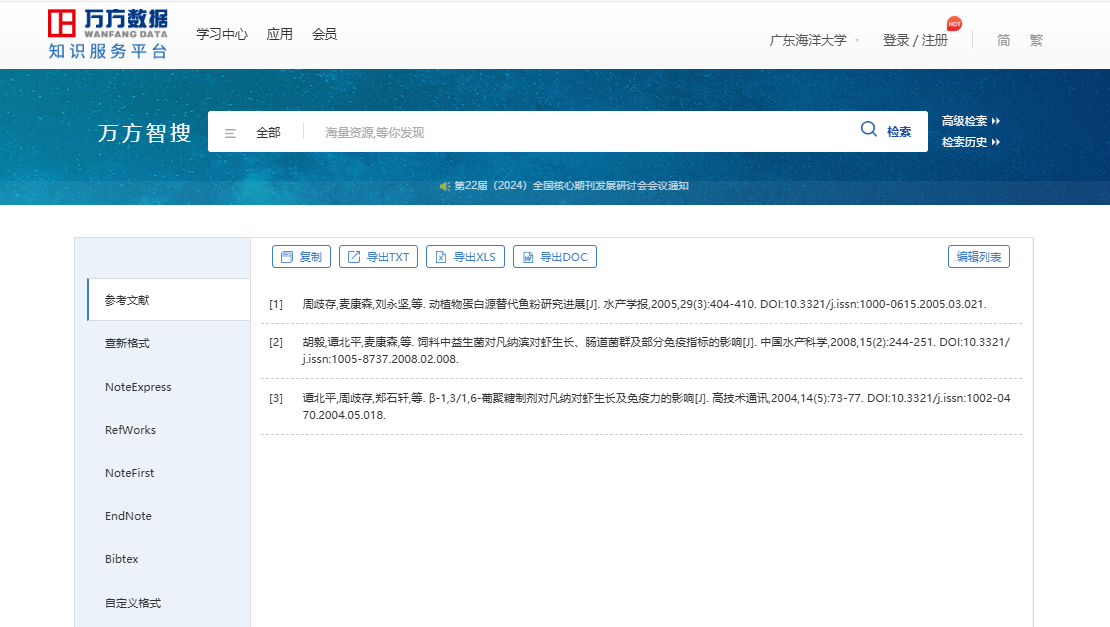 万方数据
WANFANG DATA
知识服务平台
学习中心 应用 会员
广东海洋大学 登录 / 注册 HOT 简 繁
万方智搜 全部 海量资源,等你发现 检索
高级检索
检索历史
第22届（2024）全国核心期刊发展研讨会会议通知
复制 导出TXT 导出XLS 导出DOC 编辑列表
参考文献
查新格式
NoteExpress
RefWorks
NoteFirst
EndNote
Bibtex
自定义格式
[1] 周歧存,麦康森,刘永坚,等. 动植物蛋白源替代鱼粉研究进展[J]. 水产学报,2005,29(3):404-410. DOI:10.3321/j.issn:1000-0615.2005.03.021.
[2] 胡毅,谭北平,麦康森,等. 饲料中益生菌对凡纳滨对虾生长、肠道菌群及部分免疫指标的影响[J]. 中国水产科学,2008,15(2):244-251. DOI:10.3321/
j.issn:1005-8737.2008.02.008.
[3] 谭北平,周歧存,郑石轩,等. β-1,3/1,6-葡聚糖制剂对凡纳对虾生长及免疫力的影响[J]. 高技术通讯,2004,14(5):73-77. DOI:10.3321/j.issn:1002-04
70.2004.05.018.